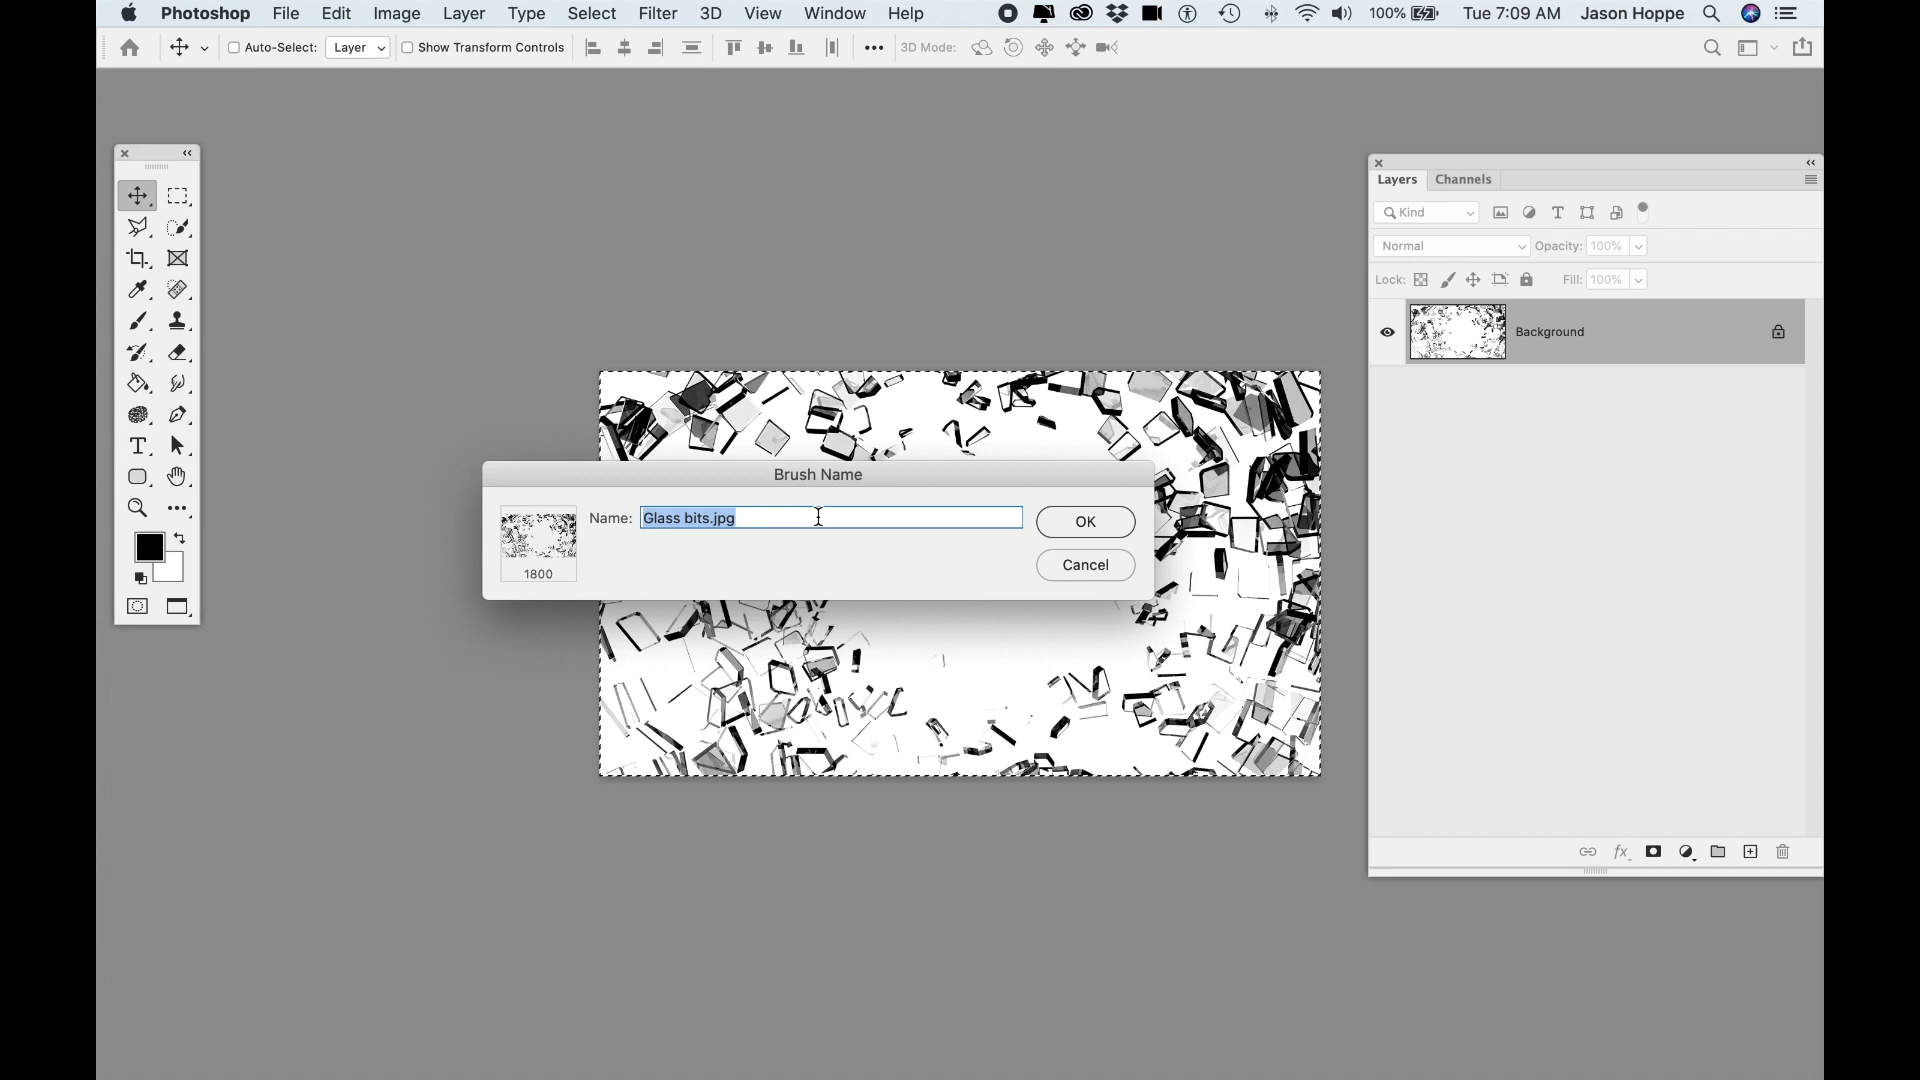 Photoshop File Edit Image Layer Type Select Filter 3D View Window Help 100% Tue 7:09 AM Jason Hoppe
Auto-Select: Layer Show Transform Controls 3D Mode:
Layers Channels
Kind
Normal Opacity: 100%
Lock: Fill: 100%
Background
Brush Name
Name: Glass bits.jpg OK
1800
Cancel
fx